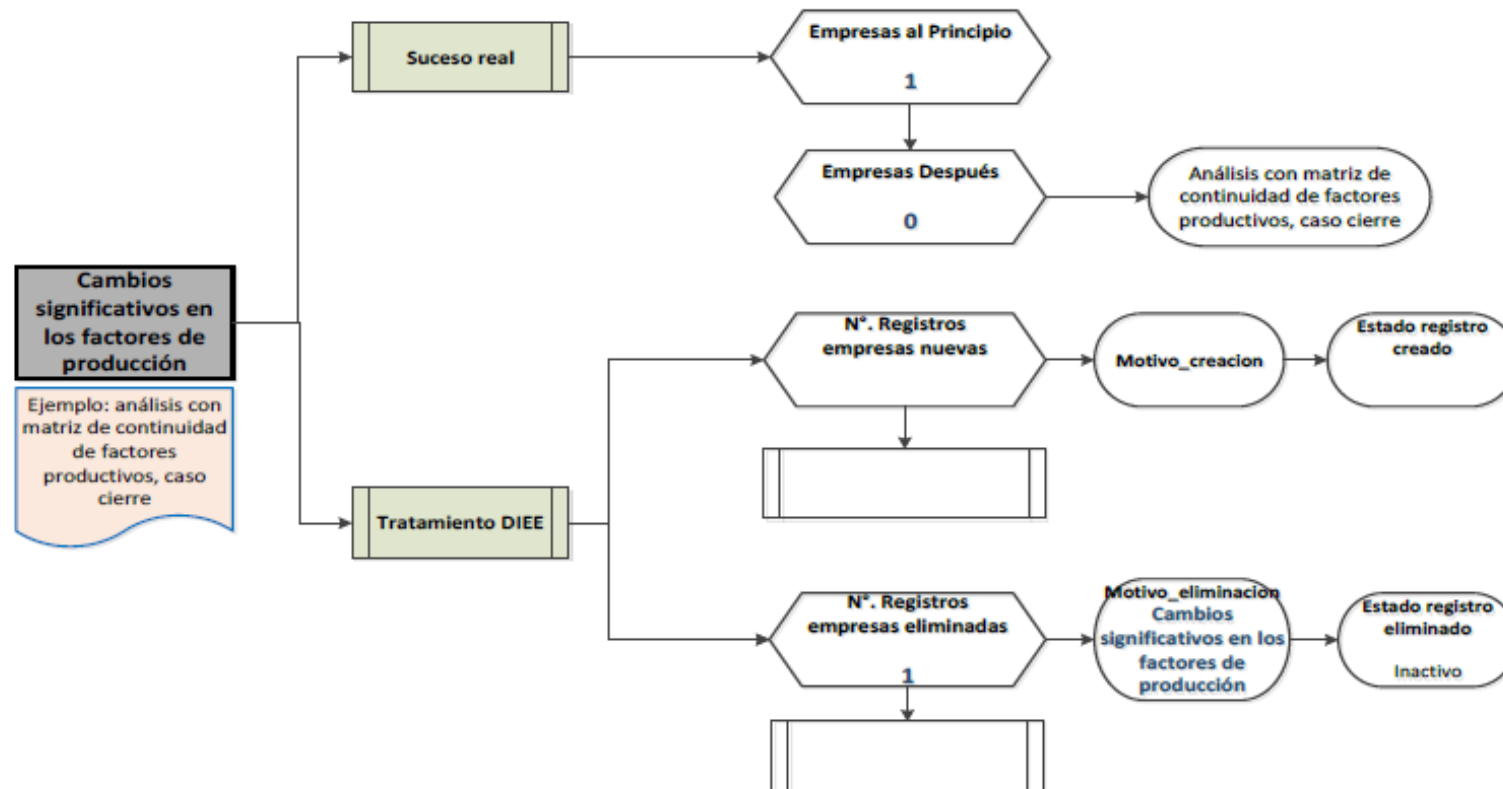 Suceso real
Empresas al Principio
1
Empresas Después
0
Análisis con matriz de
continuidad de factores
productivos, caso cierre
Cambios
significativos en
los factores de
producción
Ejemplo: análisis con
matriz de continuidad
de factores
productivos, caso
cierre
Tratamiento DIEE
N°. Registros
empresas nuevas
Motivo_creacion
Estado registro
creado
N°. Registros
empresas eliminadas
1
Motivo_eliminacion
Cambios
significativos en los
factores de
producción
Estado registro
eliminado
Inactivo